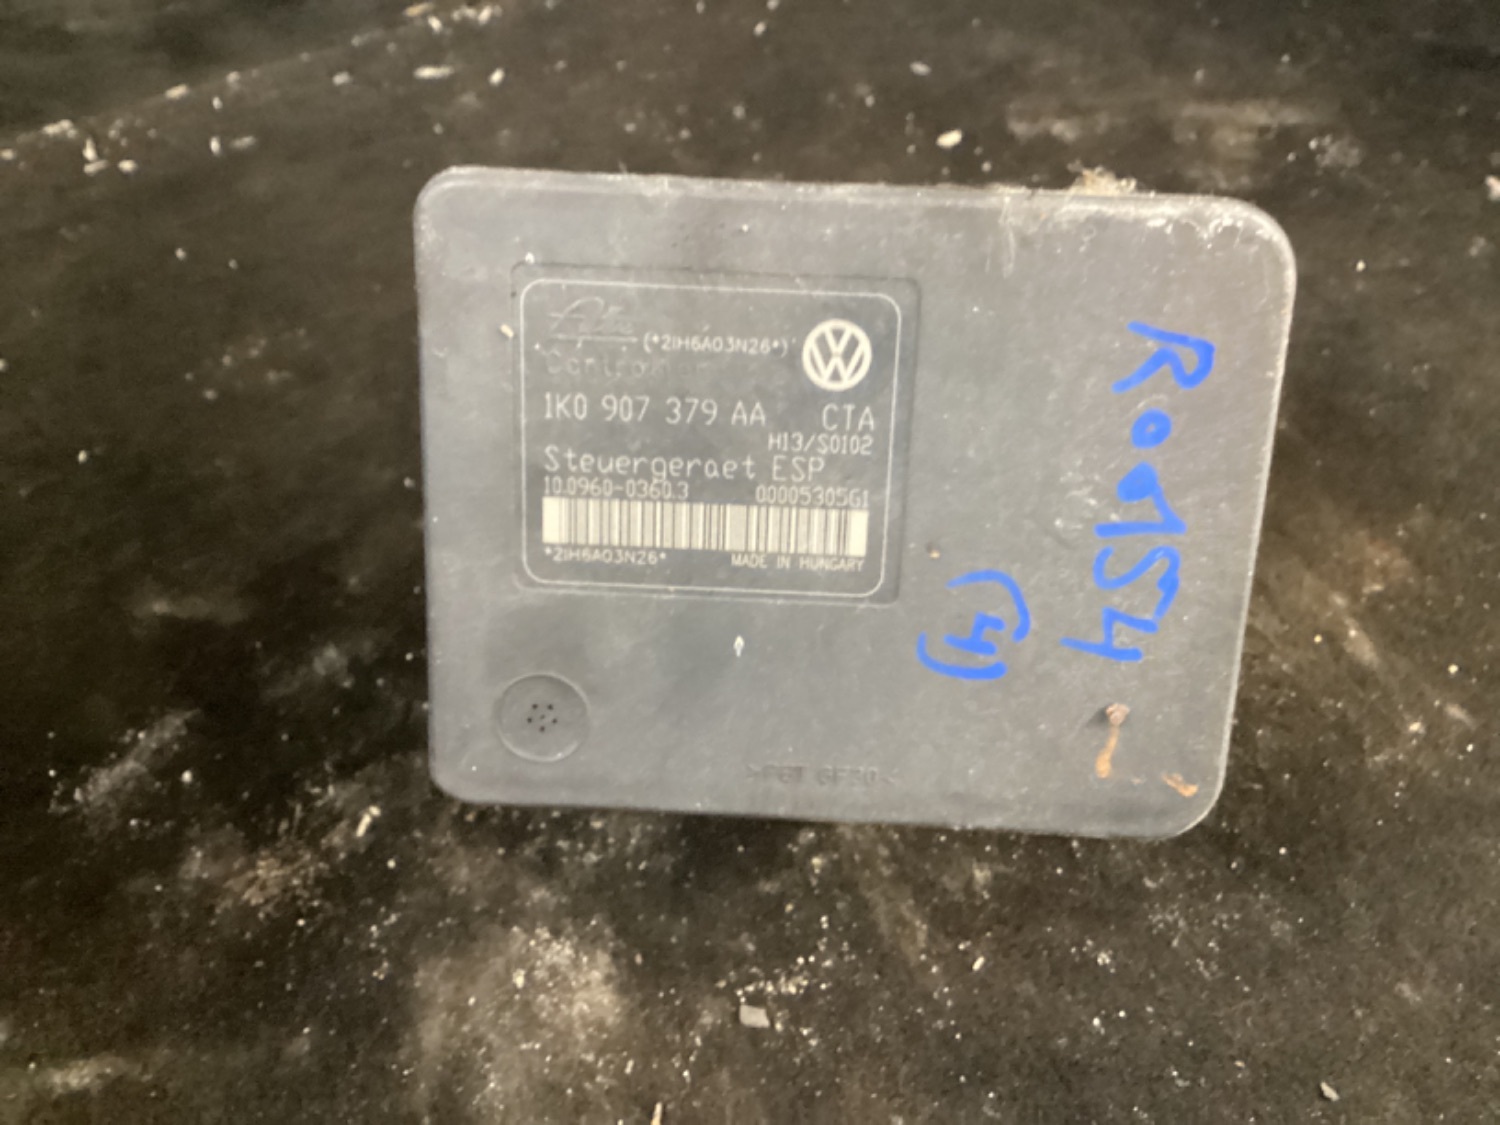 Ate
(*2IH6A03N26*)
1K0 907 379 AA CTA
H13/S0102
Steuergeraet ESP
10.0960-0360.3 00005305G1
*2IH6A03N26* MADE IN HUNGARY
(4)